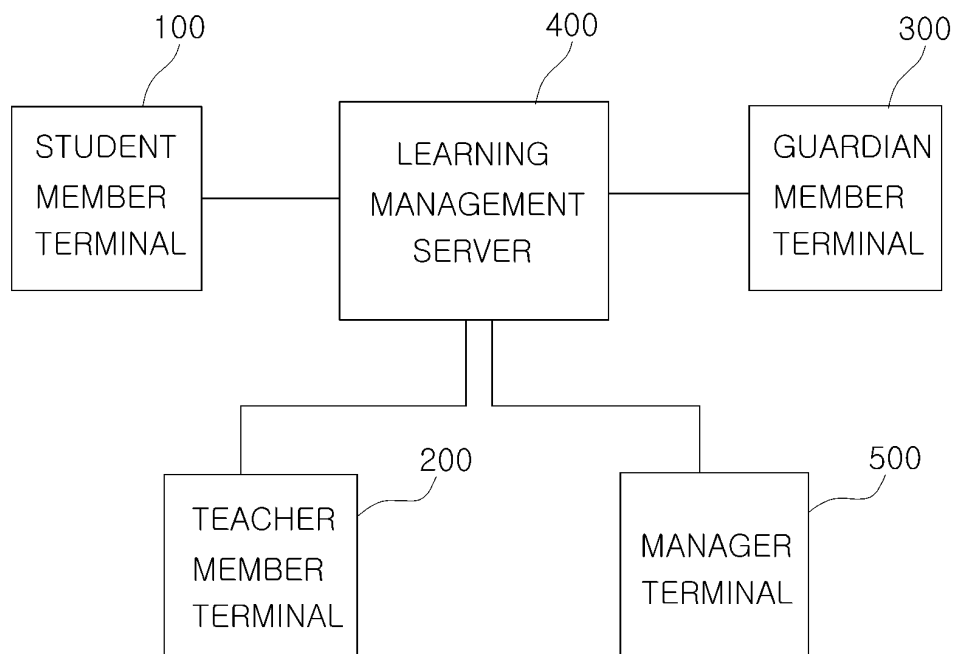 100
400
300
STUDENT
MEMBER
TERMINAL
LEARNING
MANAGEMENT
SERVER
GUARDIAN
MEMBER
TERMINAL
200
500
TEACHER
MEMBER
TERMINAL
MANAGER
TERMINAL